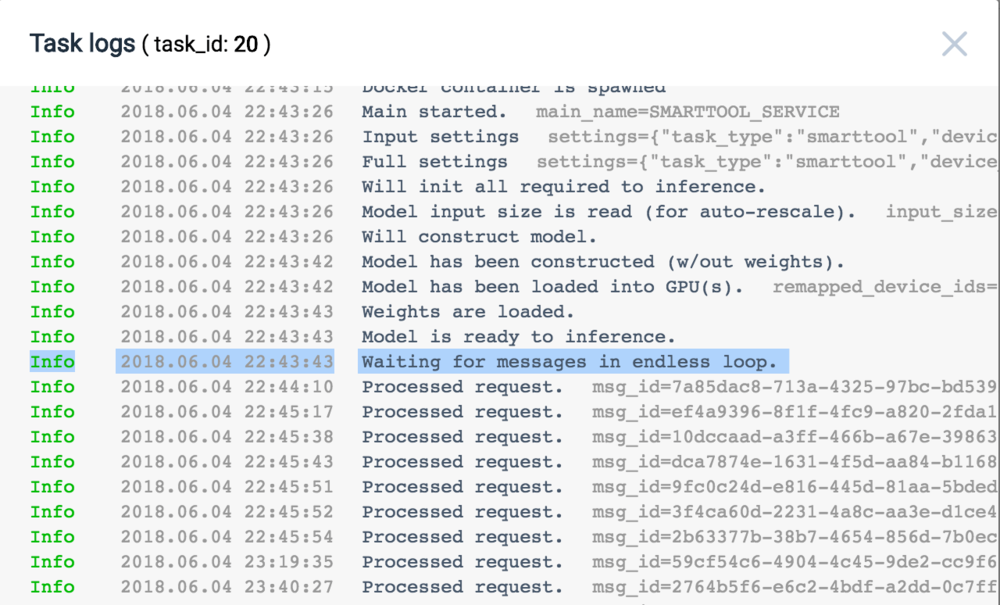 Task logs ( task_id: 20 )
Info 2018.06.04 22:43:15 Docker container is spawned
Info 2018.06.04 22:43:26 Main started. main_name=SMARTTOOL_SERVICE
Info 2018.06.04 22:43:26 Input settings settings={"task_type":"smarttool","devic
Info 2018.06.04 22:43:26 Full settings settings={"task_type":"smarttool","device
Info 2018.06.04 22:43:26 Will init all required to inference.
Info 2018.06.04 22:43:26 Model input size is read (for auto-rescale). input_size
Info 2018.06.04 22:43:26 Will construct model.
Info 2018.06.04 22:43:42 Model has been constructed (w/out weights).
Info 2018.06.04 22:43:42 Model has been loaded into GPU(s). remapped_device_ids=
Info 2018.06.04 22:43:43 Weights are loaded.
Info 2018.06.04 22:43:43 Model is ready to inference.
Info 2018.06.04 22:43:43 Waiting for messages in endless loop.
Info 2018.06.04 22:44:10 Processed request. msg_id=7a85dac8-713a-4325-97bc-bd539
Info 2018.06.04 22:45:17 Processed request. msg_id=ef4a9396-8f1f-4fc9-a820-2fda1
Info 2018.06.04 22:45:38 Processed request. msg_id=10dccaad-a3ff-466b-a67e-39863
Info 2018.06.04 22:45:43 Processed request. msg_id=dca7874e-1631-4f5d-aa84-b1168
Info 2018.06.04 22:45:51 Processed request. msg_id=9fc0c24d-e816-445d-81aa-5bded
Info 2018.06.04 22:45:52 Processed request. msg_id=3f4ca60d-2231-4a8c-aa3e-d1ce4
Info 2018.06.04 22:45:54 Processed request. msg_id=2b63377b-38b7-4654-856d-7b0ec
Info 2018.06.04 23:19:35 Processed request. msg_id=59cf54c6-4904-4c45-9de2-cc9f6
Info 2018.06.04 23:40:27 Processed request. msg_id=2764b5f6-e6c2-4bdf-a2dd-0c7ff